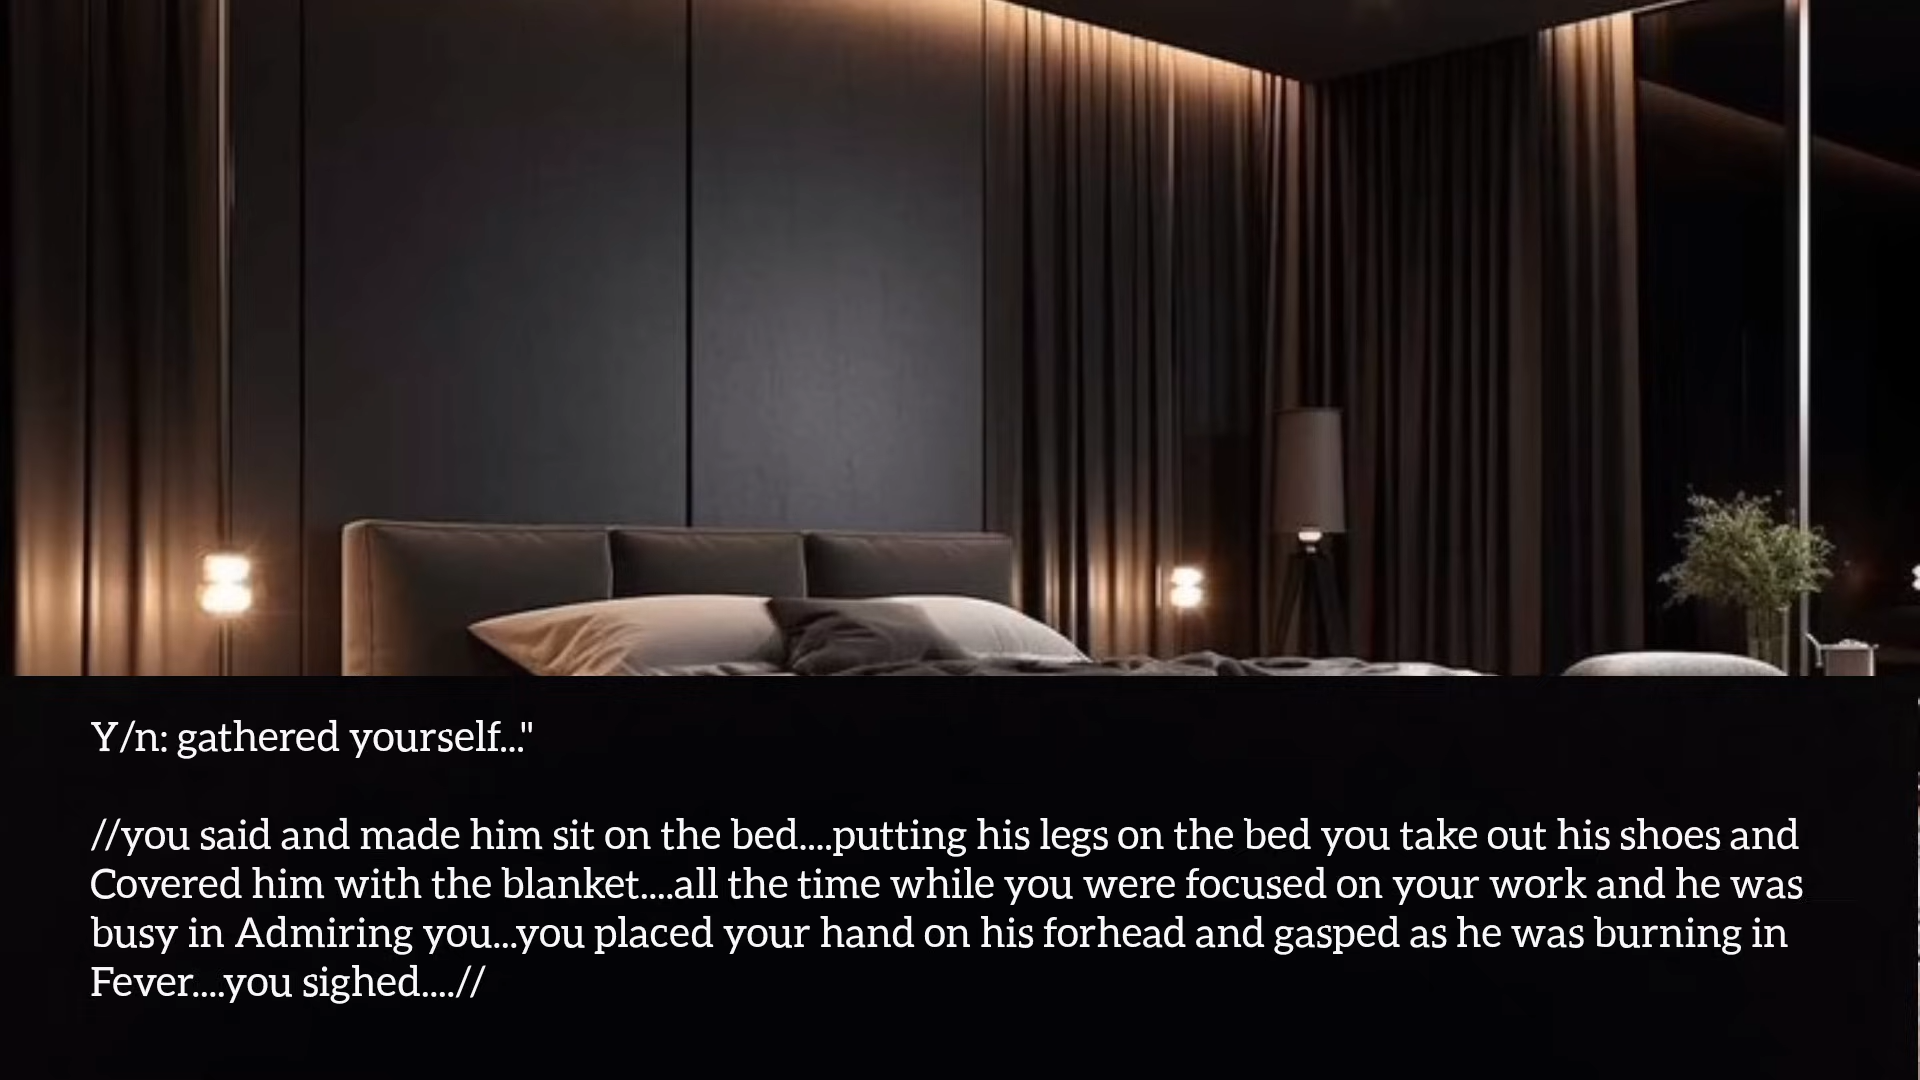 Y/n: gathered yourself..."
//you said and made him sit on the bed....putting his legs on the bed you take out his shoes and
Covered him with the blanket....all the time while you were focused on your work and he was
busy in Admiring you...you placed your hand on his forhead and gasped as he was burning in
Fever....you sighed....//